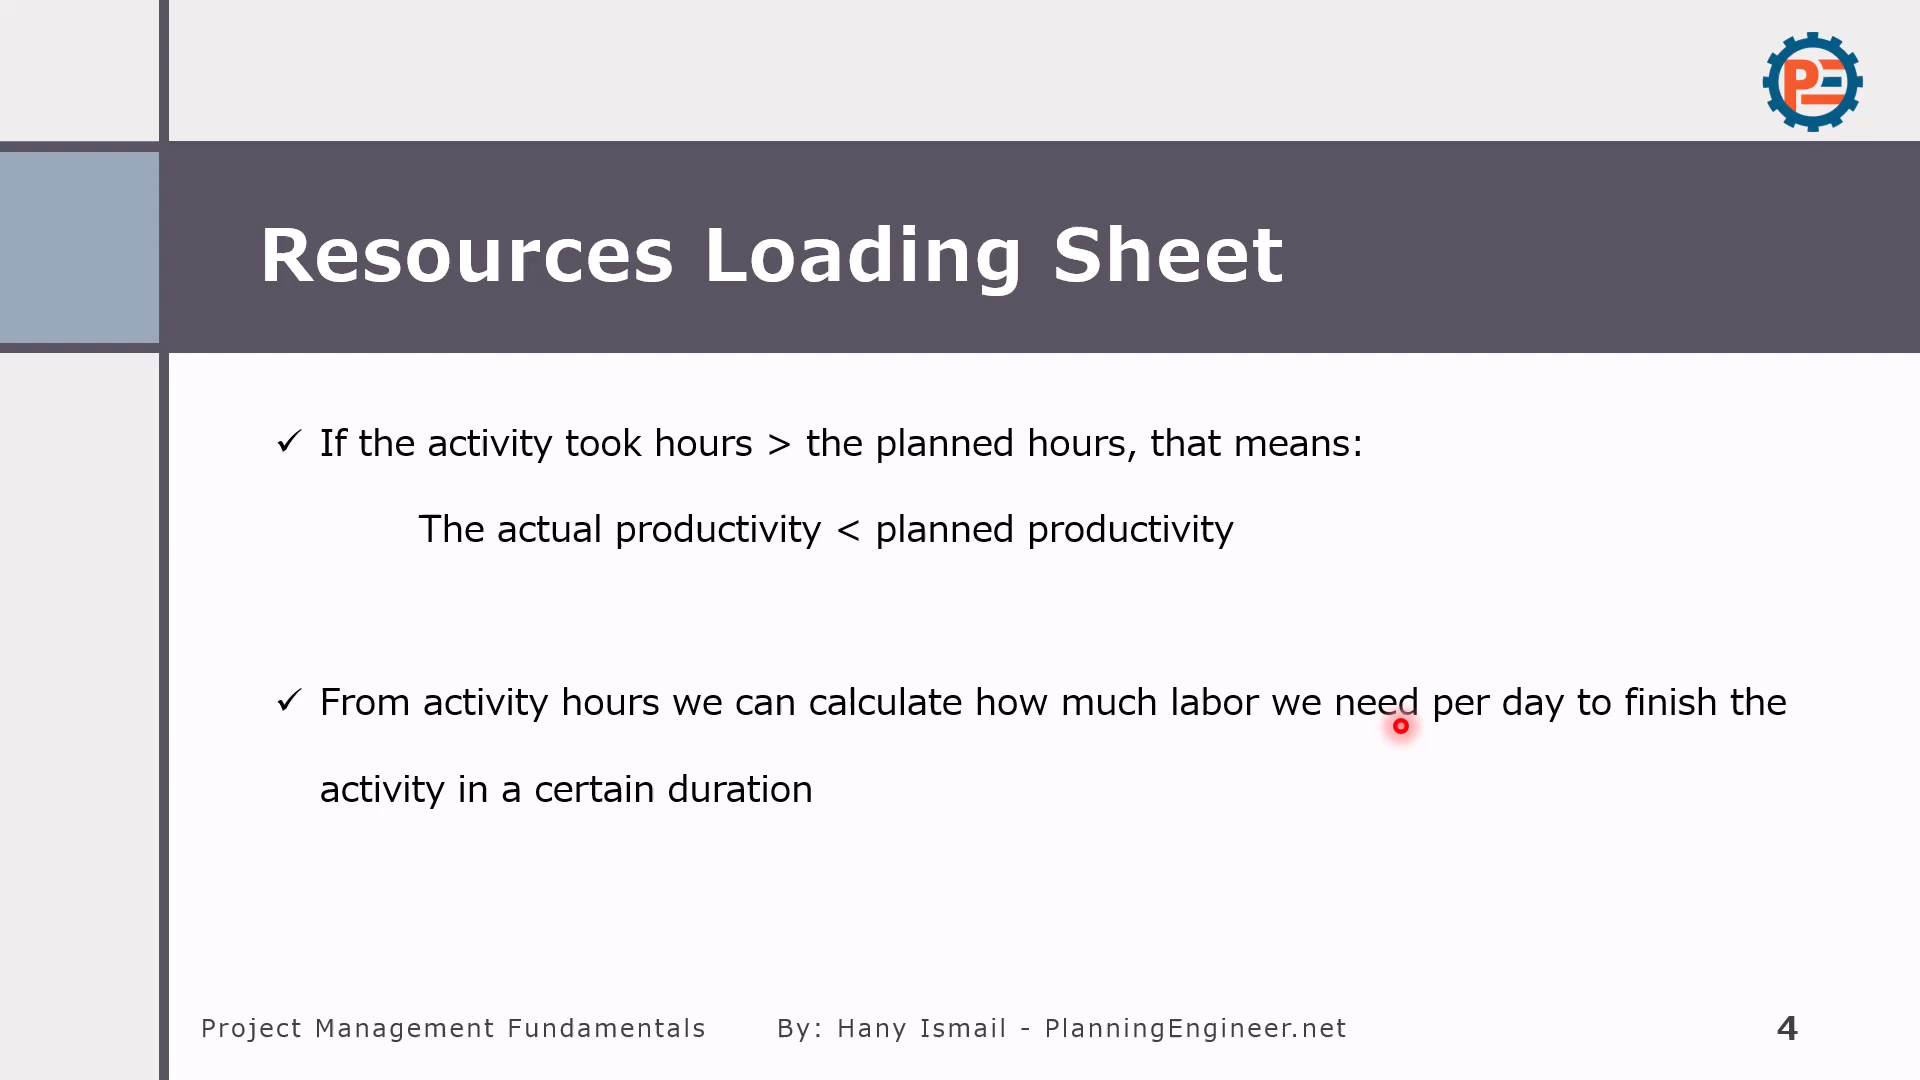 PE
Resources Loading Sheet
✓ If the activity took hours > the planned hours, that means:
The actual productivity < planned productivity
✓ From activity hours we can calculate how much labor we need per day to finish the
activity in a certain duration
Project Management Fundamentals By: Hany Ismail - PlanningEngineer.net 4